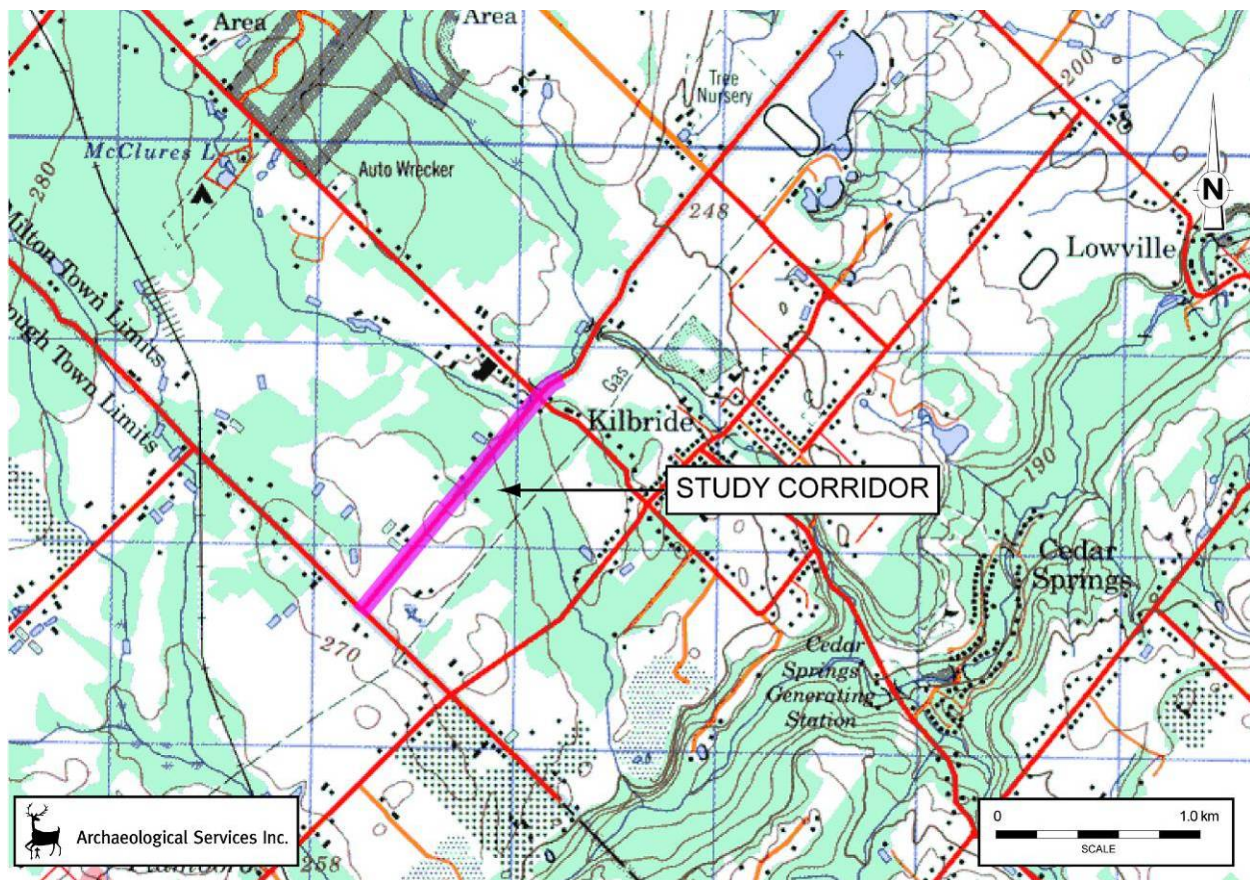 Area
Area
Tree
Nursery
200
McClures L
Auto Wrecker
280
248
N
Lowville
Milton Town Limits
ough Town Limits
Gas
F
Kilbride
STUDY CORRIDOR
190
Cedar
Springs
270
Cedar
Springs
Generating
Station
Archaeological Services Inc.
258
0
1.0 km
SCALE